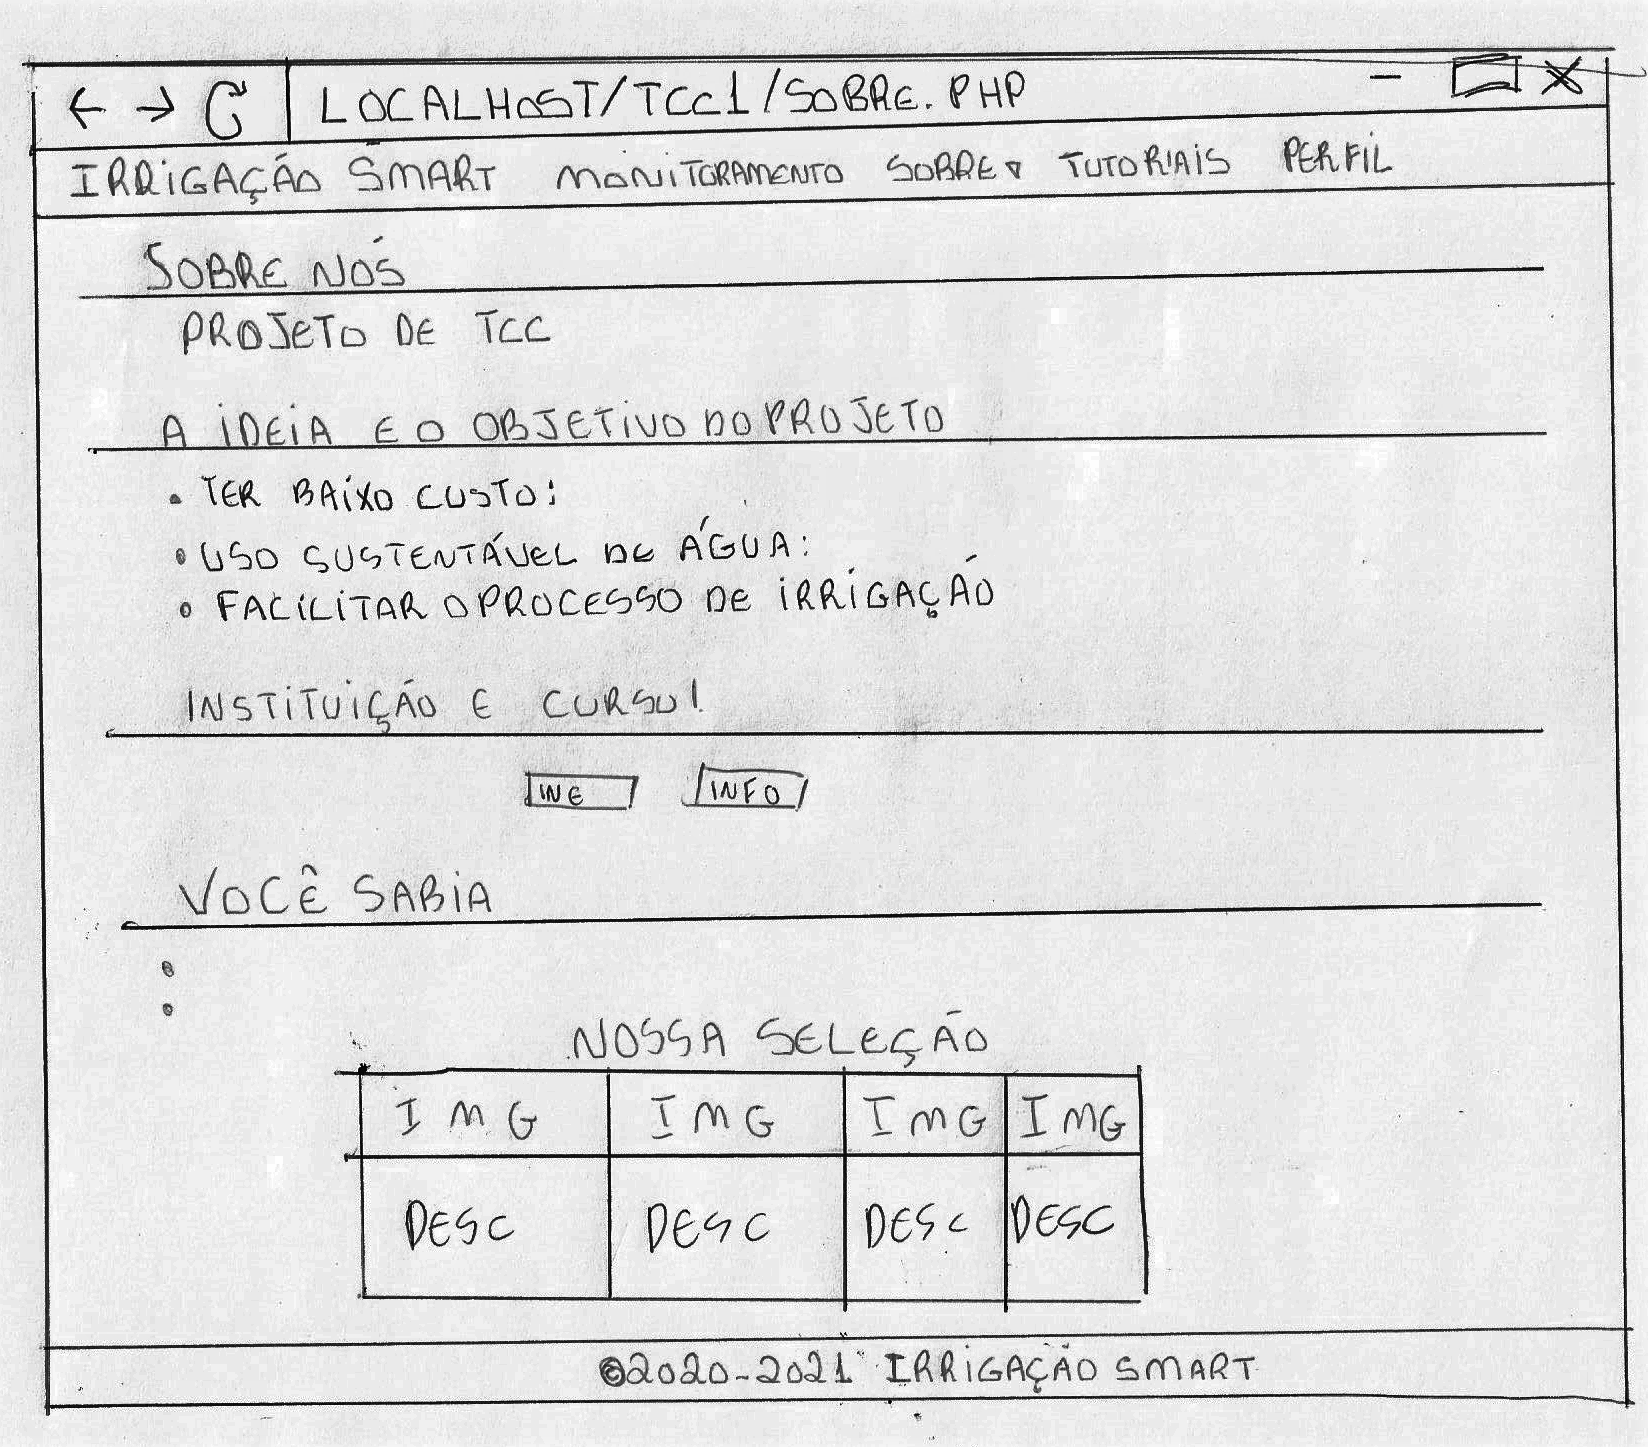 LOCALHOST/TCC1/SOBRE.PHP
IRRIGAÇÃO SMART MONITORAMENTO SOBRE TUTORIAIS PERFIL
SOBRE NÓS
PROJETO DE TCC
A IDEIA E O OBJETIVO DO PROJETO
• TER BAIXO CUSTO:
• USO SUSTENTÁVEL DE ÁGUA:
• FACILITAR O PROCESSO DE IRRIGAÇÃO
INSTITUIÇÃO E CURSO!
INE INFO
VOCÊ SABIA
•
•
NOSSA SELEÇÃO
IMG IMG IMG IMG
DESC DESC DESC DESC
©2020-2021 IRRIGAÇÃO SMART